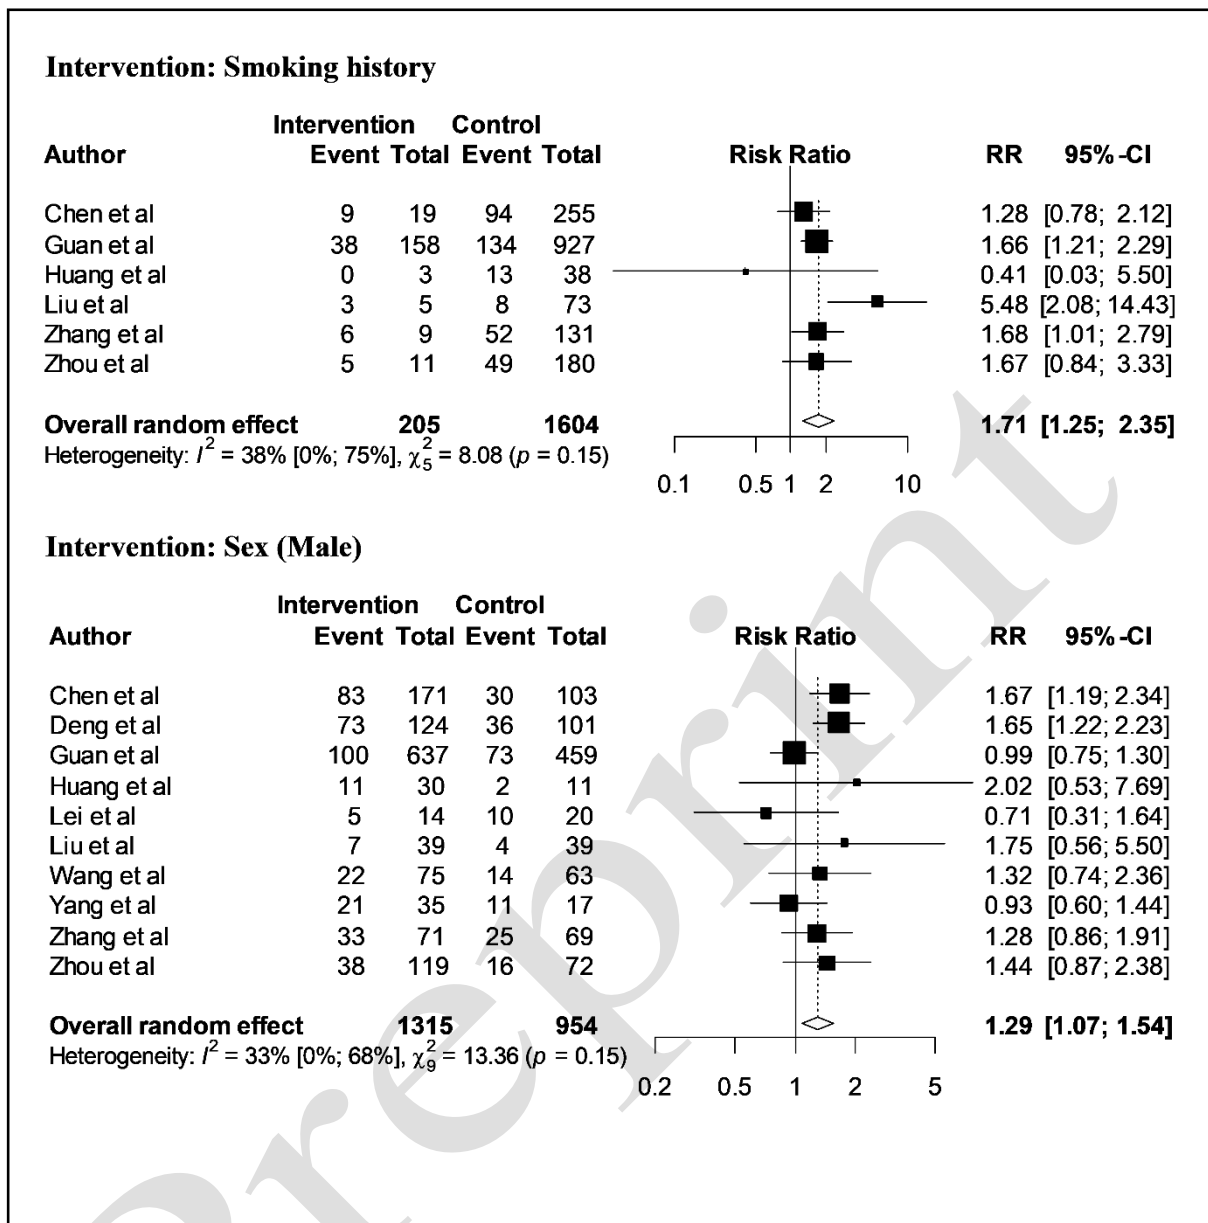 Intervention: Smoking history
Intervention Control
Author Event Total Event Total Risk Ratio RR 95%-CI
Chen et al 9 19 94 255 1.28 [0.78; 2.12]
Guan et al 38 158 134 927 1.66 [1.21; 2.29]
Huang et al 0 3 13 38 0.41 [0.03; 5.50]
Liu et al 3 5 8 73 5.48 [2.08; 14.43]
Zhang et al 6 9 52 131 1.68 [1.01; 2.79]
Zhou et al 5 11 49 180 1.67 [0.84; 3.33]
Overall random effect 205 1604 1.71 [1.25; 2.35]
Heterogeneity: I² = 38% [0%; 75%], χ²₅ = 8.08 (p = 0.15)
0.1 0.5 1 2 10
Intervention: Sex (Male)
Intervention Control
Author Event Total Event Total Risk Ratio RR 95%-CI
Chen et al 83 171 30 103 1.67 [1.19; 2.34]
Deng et al 73 124 36 101 1.65 [1.22; 2.23]
Guan et al 100 637 73 459 0.99 [0.75; 1.30]
Huang et al 11 30 2 11 2.02 [0.53; 7.69]
Lei et al 5 14 10 20 0.71 [0.31; 1.64]
Liu et al 7 39 4 39 1.75 [0.56; 5.50]
Wang et al 22 75 14 63 1.32 [0.74; 2.36]
Yang et al 21 35 11 17 0.93 [0.60; 1.44]
Zhang et al 33 71 25 69 1.28 [0.86; 1.91]
Zhou et al 38 119 16 72 1.44 [0.87; 2.38]
Overall random effect 1315 954 1.29 [1.07; 1.54]
Heterogeneity: I² = 33% [0%; 68%], χ²₉ = 13.36 (p = 0.15)
0.2 0.5 1 2 5
Preprint